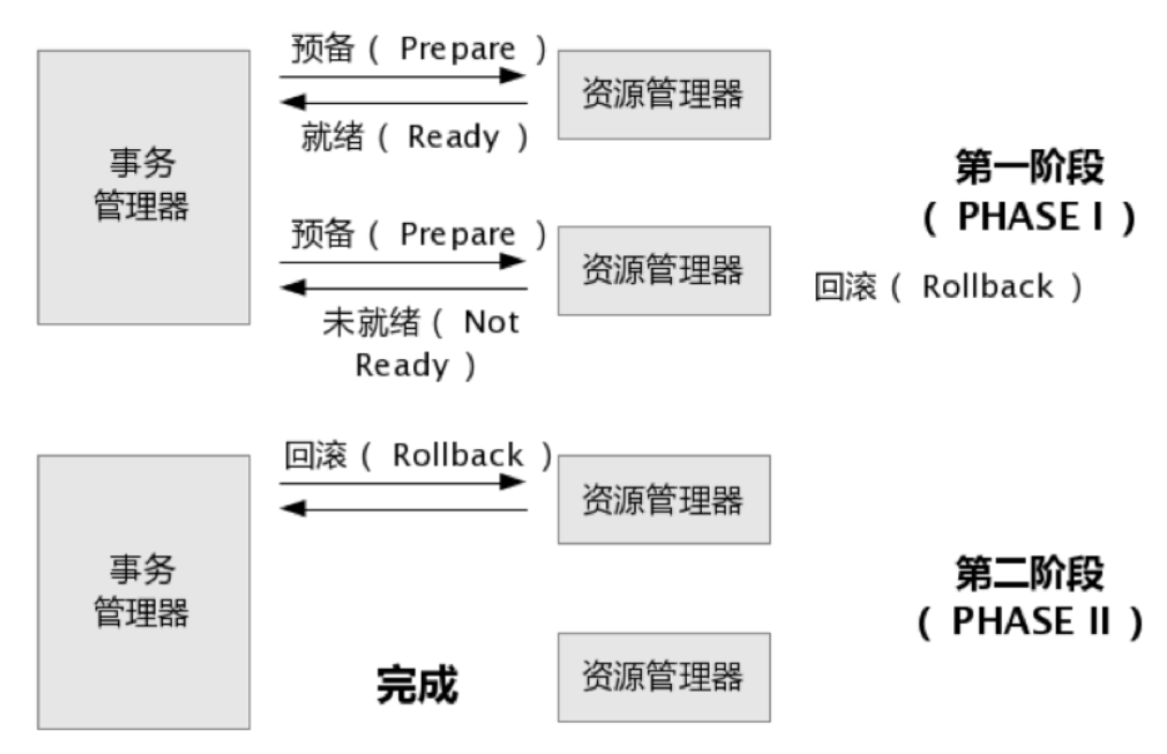 预备（ Prepare ）
资源管理器
就绪（ Ready ）
事务
管理器
第一阶段
（ PHASE I ）
预备（ Prepare ）
资源管理器
回滚（ Rollback ）
未就绪（ Not
Ready ）
回滚（ Rollback ）
资源管理器
事务
管理器
第二阶段
（ PHASE II ）
完成
资源管理器